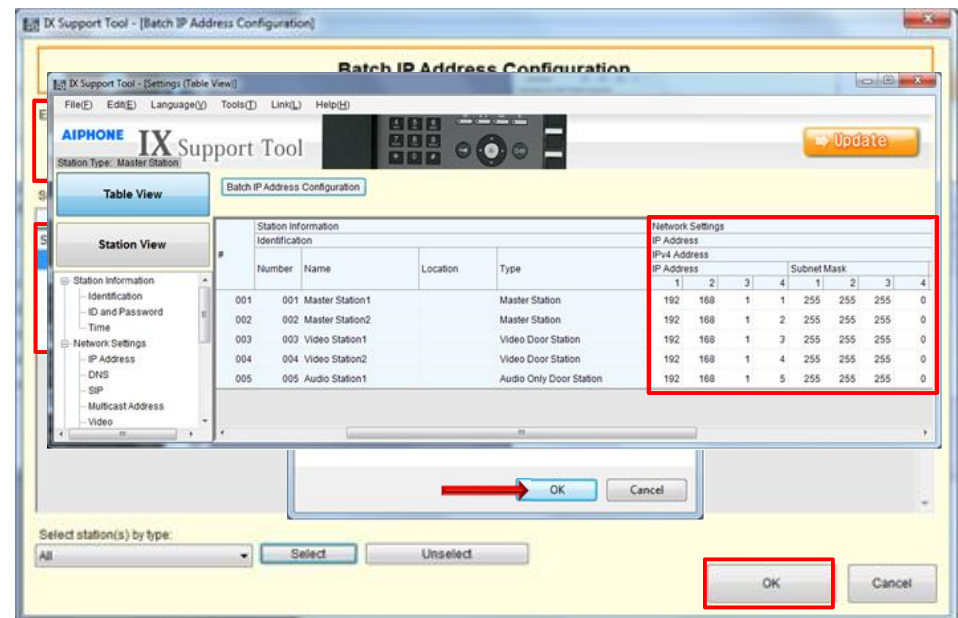 IX Support Tool - [Batch IP Address Configuration]
Batch IP Address Configuration
IX Support Tool - [Settings (Table View)]
File(F) Edit(E) Language(V) Tools(T) Link(L) Help(H)
AIPHONE IX Support Tool
Update
Station Type: Master Station
Table View
Batch IP Address Configuration
Station View
Station Information
Identification
ID and Password
Time
Network Settings
IP Address
DNS
SIP
Multicast Address
Video
Station Information Network Settings
Identification IP Address
# IPv4 Address
Number Name Location Type IP Address Subnet Mask
1 2 3 4 1 2 3 4
001 001 Master Station1 Master Station 192 168 1 1 255 255 255 0
002 002 Master Station2 Master Station 192 168 1 2 255 255 255 0
003 003 Video Station1 Video Door Station 192 168 1 3 255 255 255 0
004 004 Video Station2 Video Door Station 192 168 1 4 255 255 255 0
005 005 Audio Station1 Audio Only Door Station 192 168 1 5 255 255 255 0
OK Cancel
Select station(s) by type:
All Select Unselect
OK Cancel